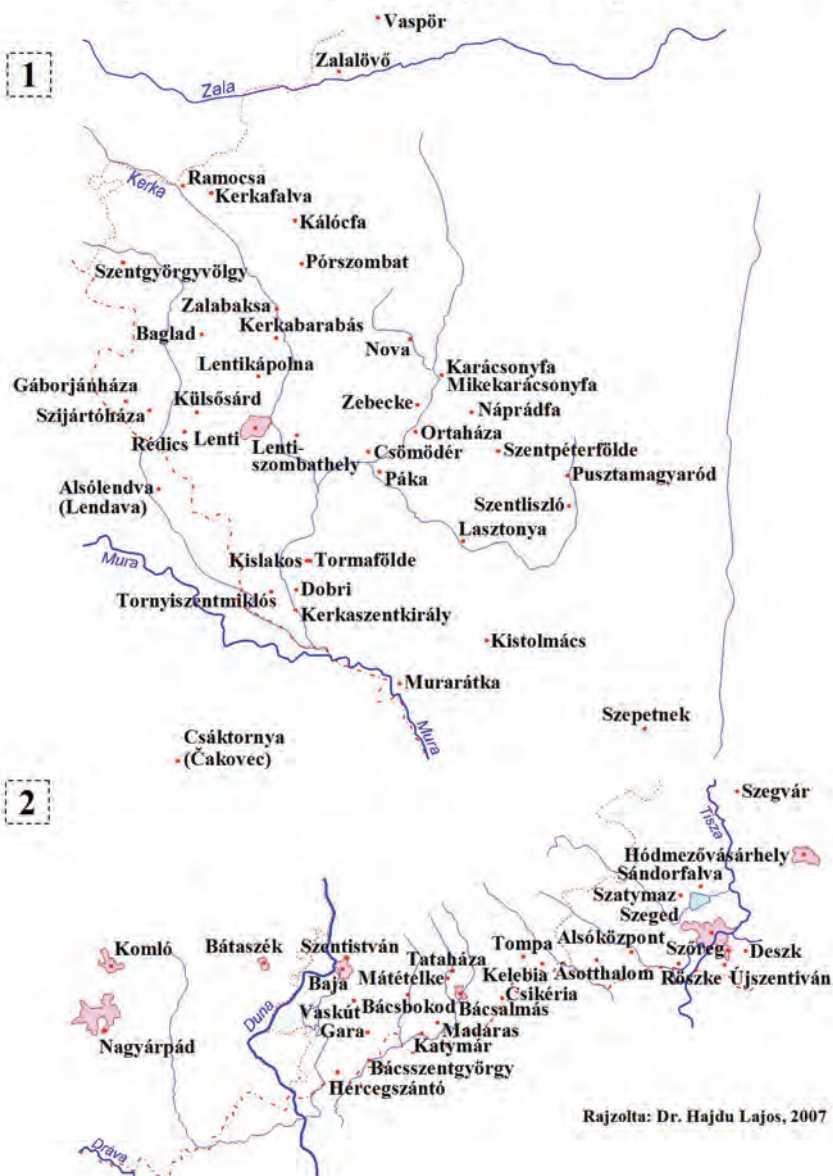 Vaspör
1
Zalalövő
Zala
Ramocsa
Kerka
Kerkafalva
Kálócfa
Szentgyörgyvölgy
Pórszombat
Zalabaksa
Baglad
Kerkabarabás
Nova
Lentikápolna
Karácsonyfa
Mikekarácsonyfa
Gáborjánháza
Külsősárd
Zebecke
Náprádfa
Szijártóháza
Rédics
Lenti
Lenti-
szombathely
Ortaháza
Csömödér
Szentpéterfölde
Páka
Pusztamagyaród
Alsólendva
(Lendava)
Szentliszló
Lasztonya
Mura
Kislakos
Tormafölde
Tornyiszentmiklós
Dobri
Kerkaszentkirály
Kistolmács
Murarátka
Mura
Szepetnek
Csáktornya
(Čakovec)
2
Szegvár
Tisza
Hódmezővásárhely
Sándorfalva
Szatymaz
Szeged
Komló
Bátaszék
Szentistván
Tompa
Alsóközpont
Szőreg
Deszk
Baja
Mátételke
Tataháza
Kelebia
Ásotthalom
Röszke
Újszentiván
Csikéria
Duna
Vaskút
Bácsbokod
Bácsalmás
Nagyárpád
Gara
Madaras
Katymár
Bácsszentgyörgy
Hercegszántó
Rajzolta: Dr. Hajdu Lajos, 2007
Dráva